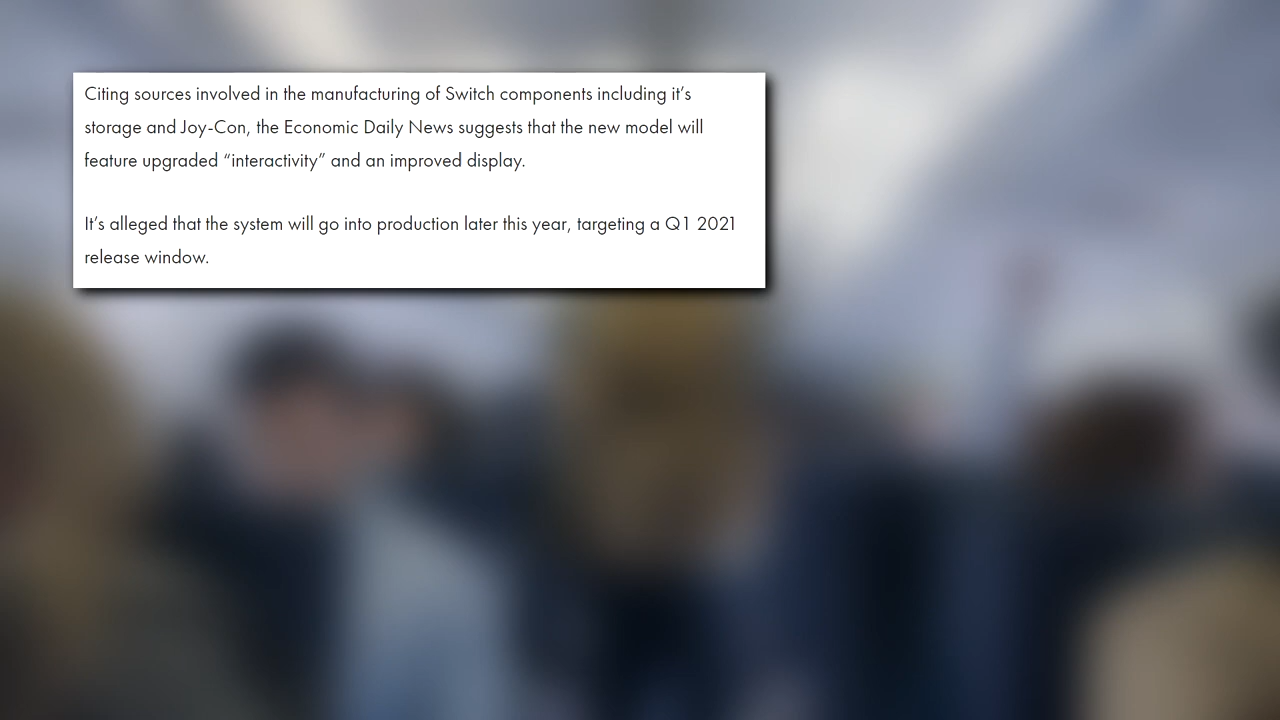 Citing sources involved in the manufacturing of Switch components including it’s
storage and Joy-Con, the Economic Daily News suggests that the new model will
feature upgraded “interactivity” and an improved display.
It’s alleged that the system will go into production later this year, targeting a Q1 2021
release window.